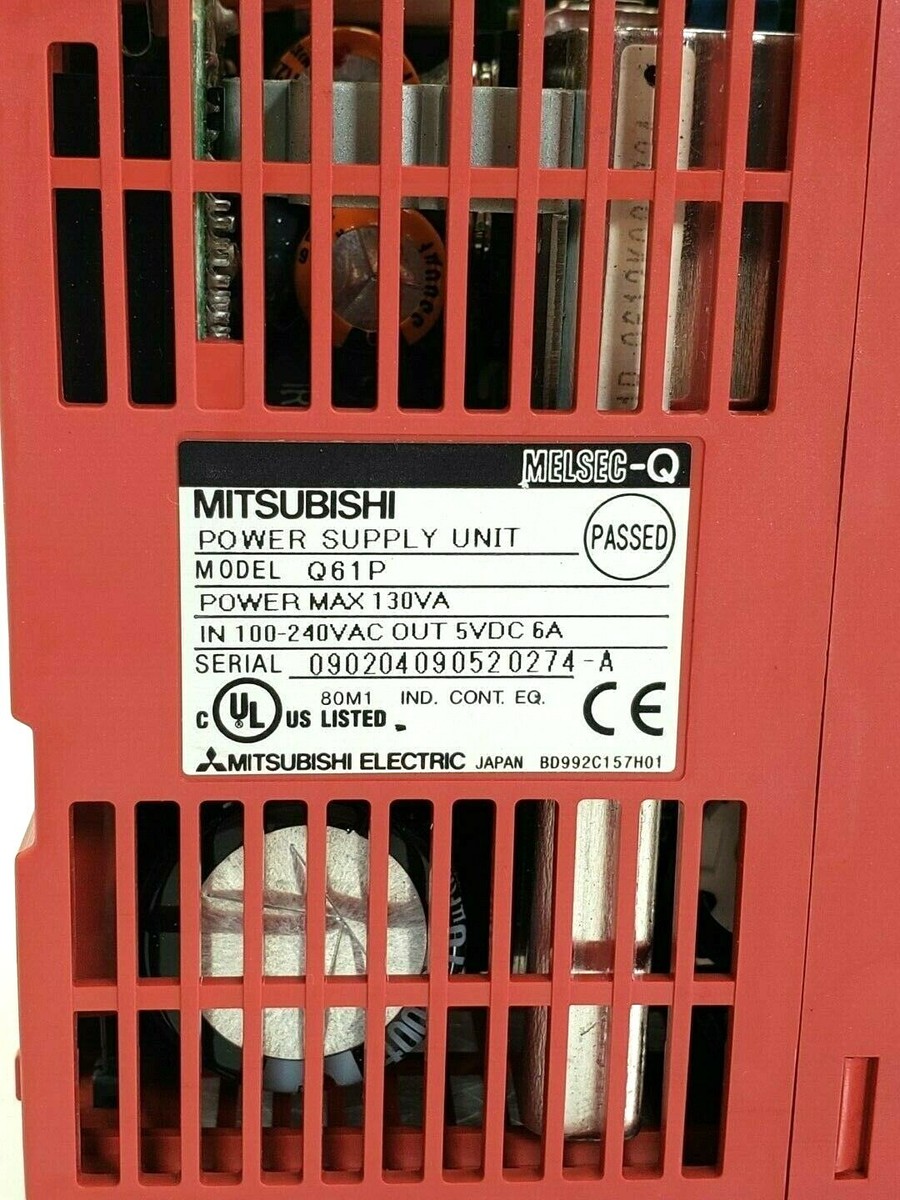 MELSEC-Q
MITSUBISHI
POWER SUPPLY UNIT
PASSED
MODEL Q61P
POWER MAX 130VA
IN 100-240VAC OUT 5VDC 6A
SERIAL 090204090520274-A
80M1 IND. CONT. EQ.
C UL ® US LISTED
CE
MITSUBISHI ELECTRIC JAPAN BD992C157H01